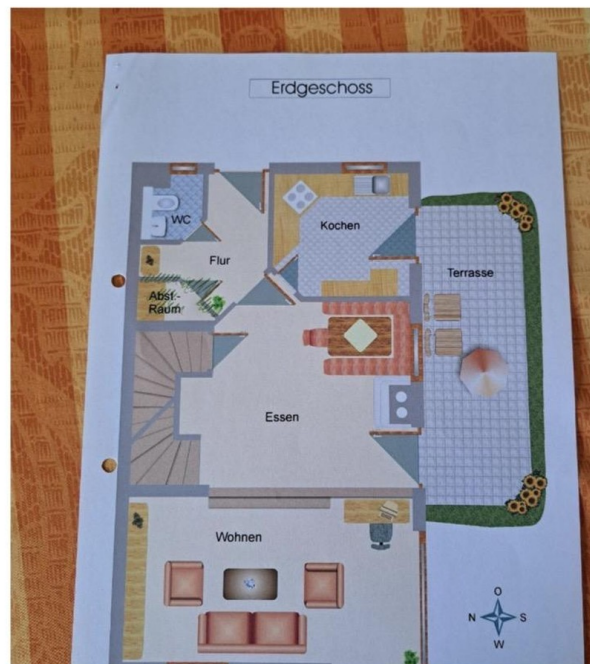 Erdgeschoss
WC
Kochen
Flur
Terrasse
Abst.-
Raum
Essen
Wohnen
O
N
S
W